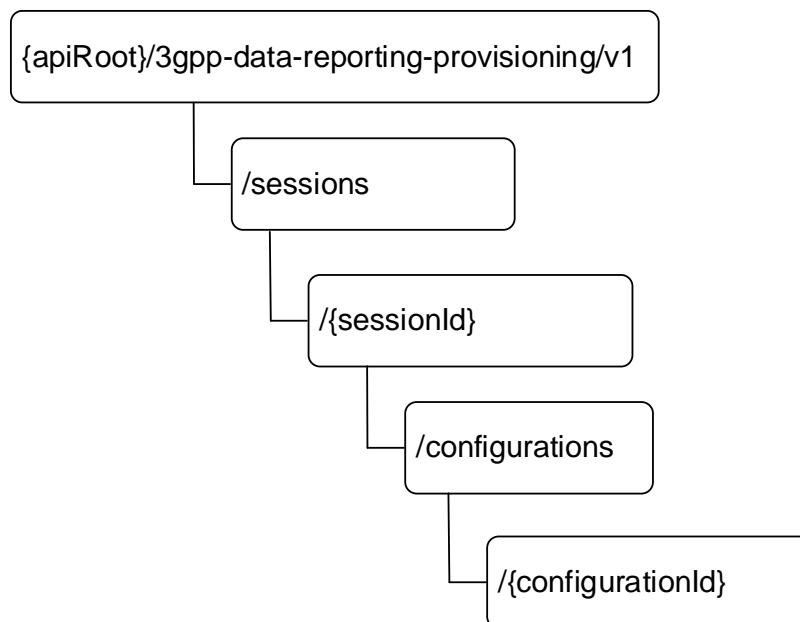 {apiRoot}/3gpp-data-reporting-provisioning/v1
/sessions
/{sessionId}
/configurations
/{configurationId}